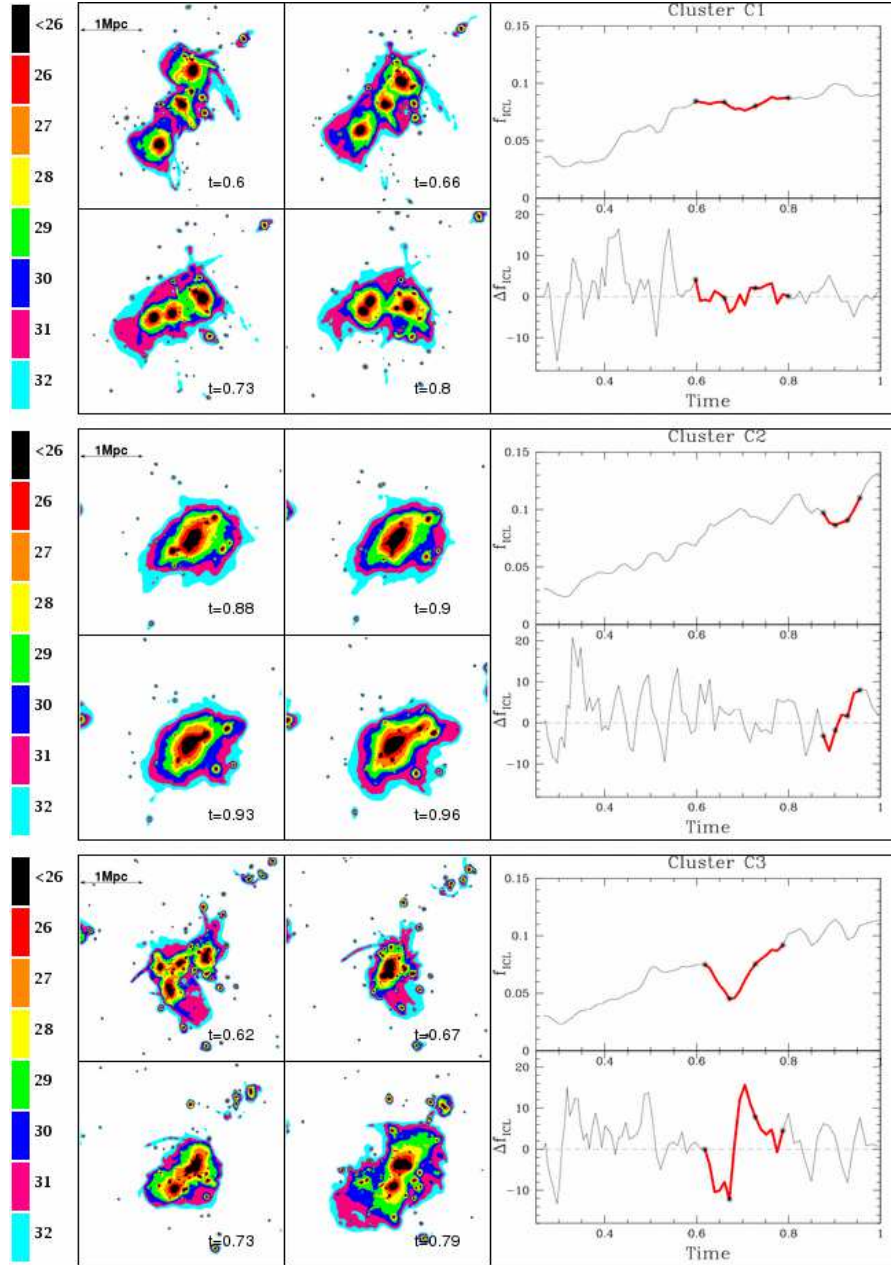 <26
26
27
28
29
30
31
32
1Mpc
t=0.6
t=0.66
t=0.73
t=0.8
Cluster C1
f_ICL
0.15
0.1
0.05
0
0.4
0.6
0.8
Δf_ICL
20
10
0
−10
0.4
0.6
0.8
1
Time
<26
26
27
28
29
30
31
32
1Mpc
t=0.88
t=0.9
t=0.93
t=0.96
Cluster C2
f_ICL
0.15
0.1
0.05
0
0.4
0.6
0.8
Δf_ICL
20
10
0
−10
0.4
0.6
0.8
1
Time
<26
26
27
28
29
30
31
32
1Mpc
t=0.62
t=0.67
t=0.73
t=0.79
Cluster C3
f_ICL
0.15
0.1
0.05
0
0.4
0.6
0.8
Δf_ICL
20
10
0
−10
0.4
0.6
0.8
1
Time